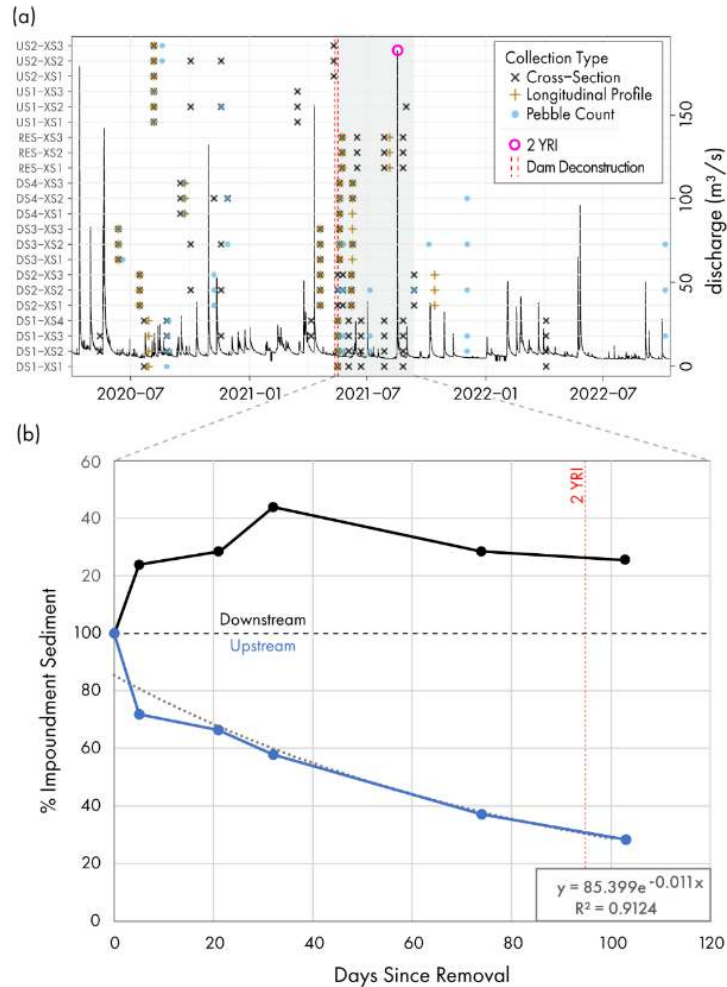 (a)
US2-XS3
US2-XS2
US2-XS1
US1-XS3
US1-XS2
US1-XS1
RES-XS3
RES-XS2
RES-XS1
DS4-XS3
DS4-XS2
DS4-XS1
DS3-XS3
DS3-XS2
DS3-XS1
DS2-XS3
DS2-XS2
DS2-XS1
DS1-XS4
DS1-XS3
DS1-XS2
DS1-XS1
Collection Type
Cross-Section
Longitudinal Profile
Pebble Count
2 YRI
Dam Deconstruction
150
100
50
0
discharge (m³/s)
2020-07
2021-01
2021-07
2022-01
2022-07
(b)
60
40
20
100
80
60
40
20
0
% Impoundment Sediment
Downstream
Upstream
2 YRI
y = 85.399e^-0.011x
R² = 0.9124
0
20
40
60
80
100
120
Days Since Removal